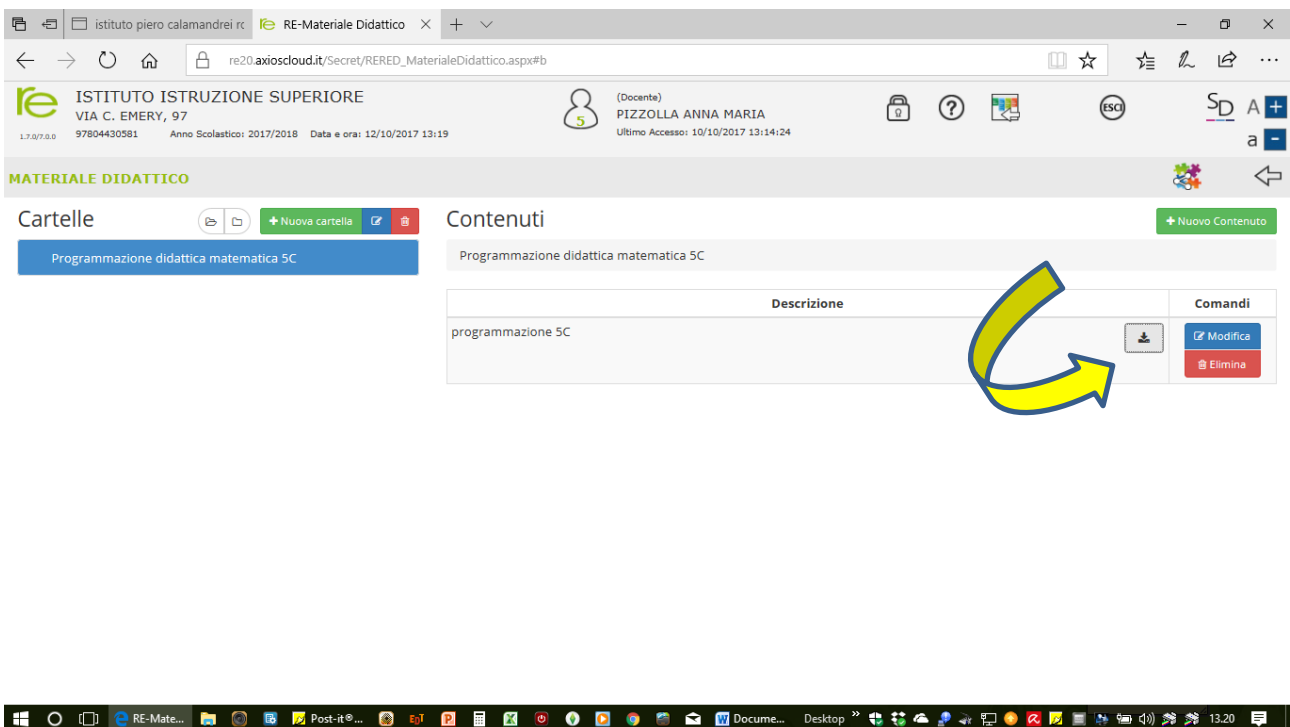 istituto piero calamandrei rc
RE-Materiale Didattico
re20.axioscloud.it/Secret/RERED_MaterialeDidattico.aspx#b
re
1.7.0/7.0.0
ISTITUTO ISTRUZIONE SUPERIORE
VIA C. EMERY, 97
97804430581 Anno Scolastico: 2017/2018 Data e ora: 12/10/2017 13:19
5
(Docente)
PIZZOLLA ANNA MARIA
Ultimo Accesso: 10/10/2017 13:14:24
?
ESCI
SD
A +
a -
MATERIALE DIDATTICO
Cartelle
+ Nuova cartella
Contenuti
+ Nuovo Contenuto
Programmazione didattica matematica 5C
Programmazione didattica matematica 5C
Descrizione Comandi
programmazione 5C
Modifica
Elimina
RE-Mate... Post-it®... Docume... Desktop 13.20